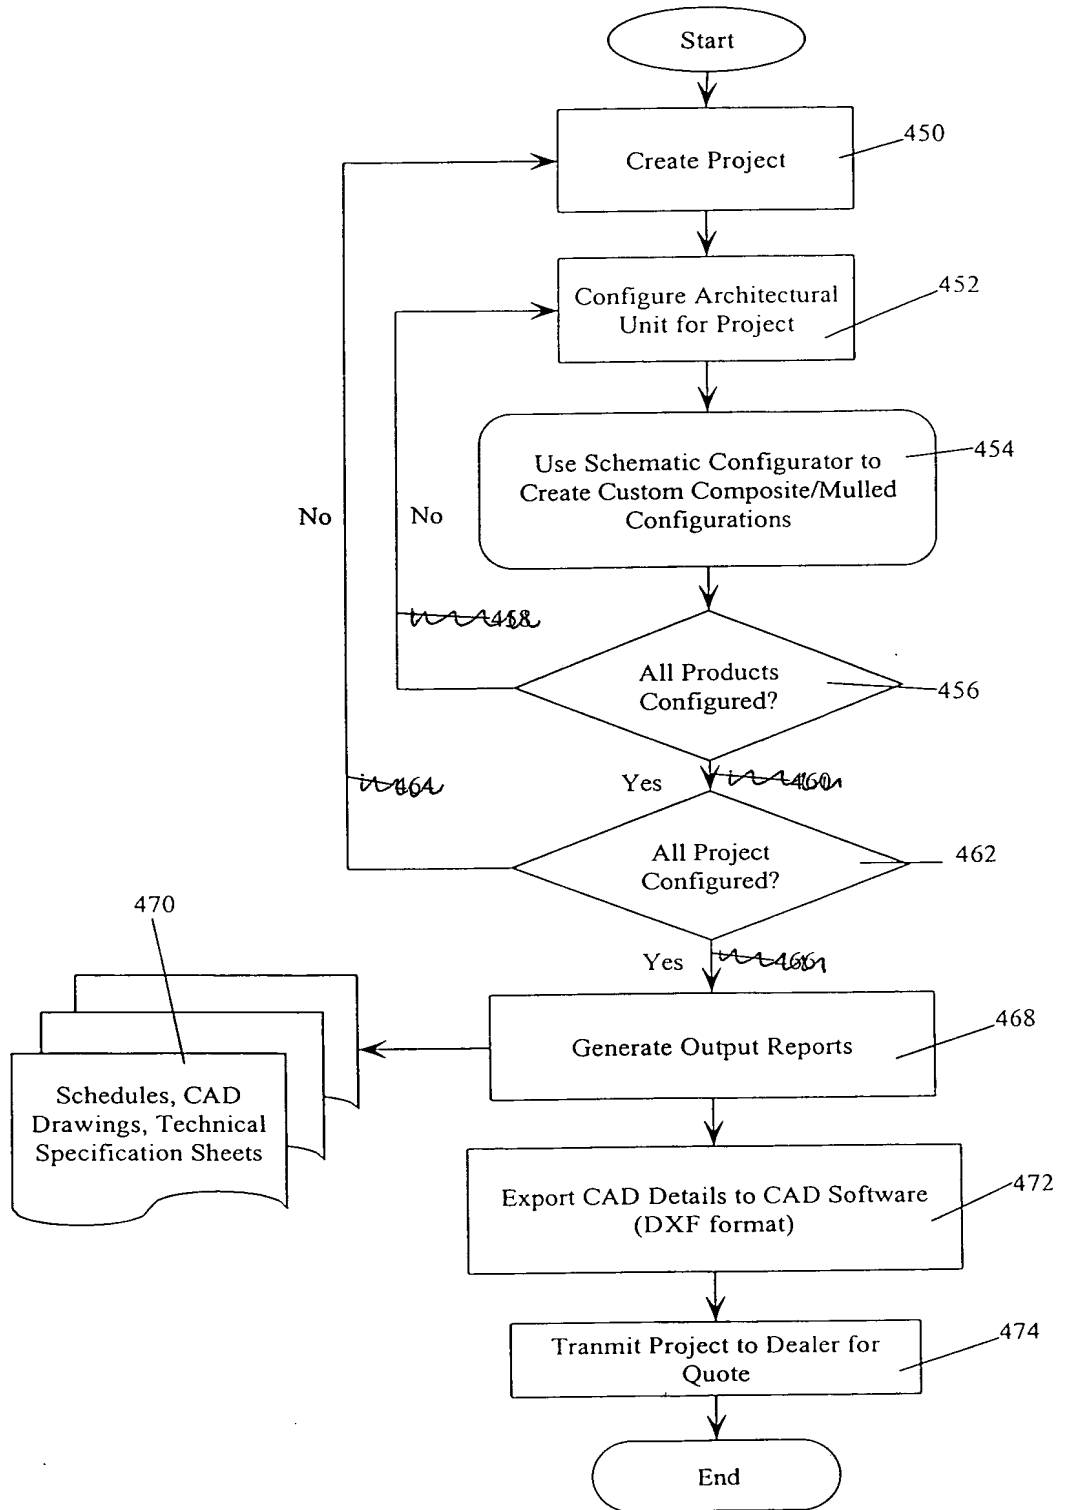 Start
450
Create Project
452
Configure Architectural
Unit for Project
454
Use Schematic Configurator to
Create Custom Composite/Mulled
Configurations
No
No
458
All Products
Configured?
456
Yes
460
464
All Project
Configured?
462
470
Yes
466
468
Generate Output Reports
Schedules, CAD
Drawings, Technical
Specification Sheets
472
Export CAD Details to CAD Software
(DXF format)
474
Tranmit Project to Dealer for
Quote
End